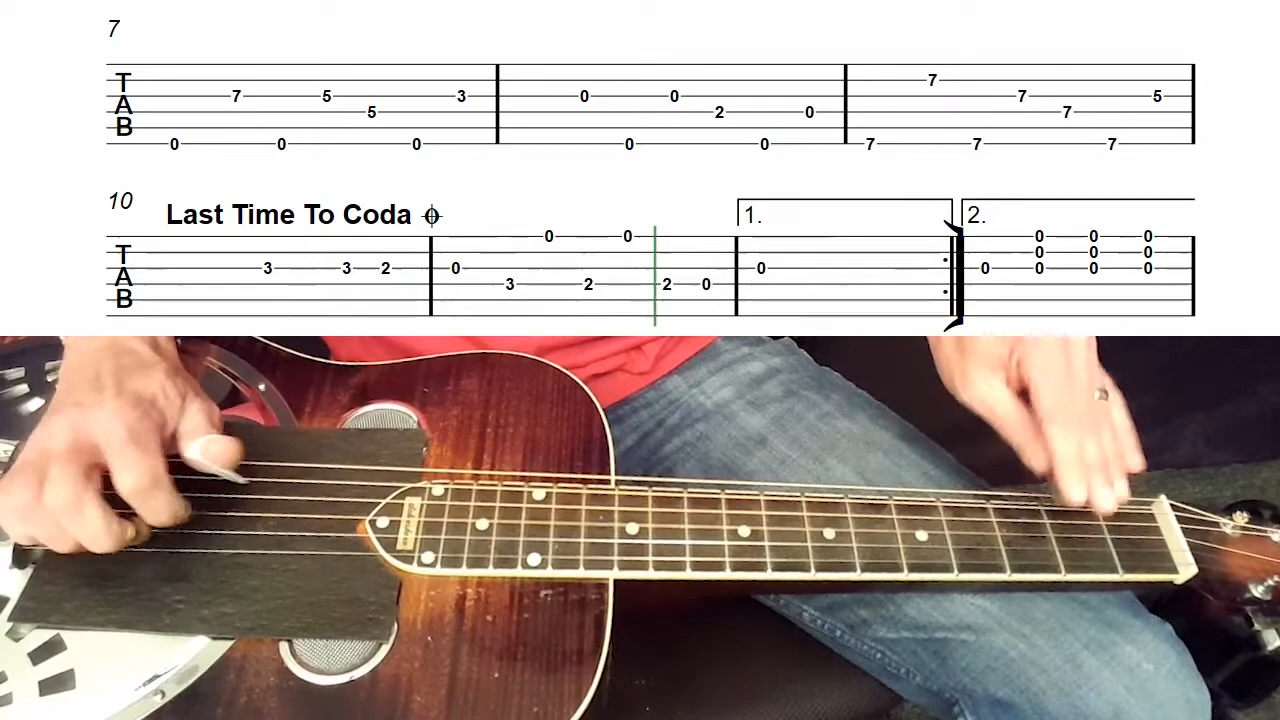 7
T 7
7 5 3 0 0 7 5
A 5 2 0 7
B
0 0 0 0 0 7 7 7
10 Last Time To Coda 1. 2.
0 0 0 0 0
T 0 0 0
3 3 2 0 0 0 0 0 0
A 3 2 2 0
B